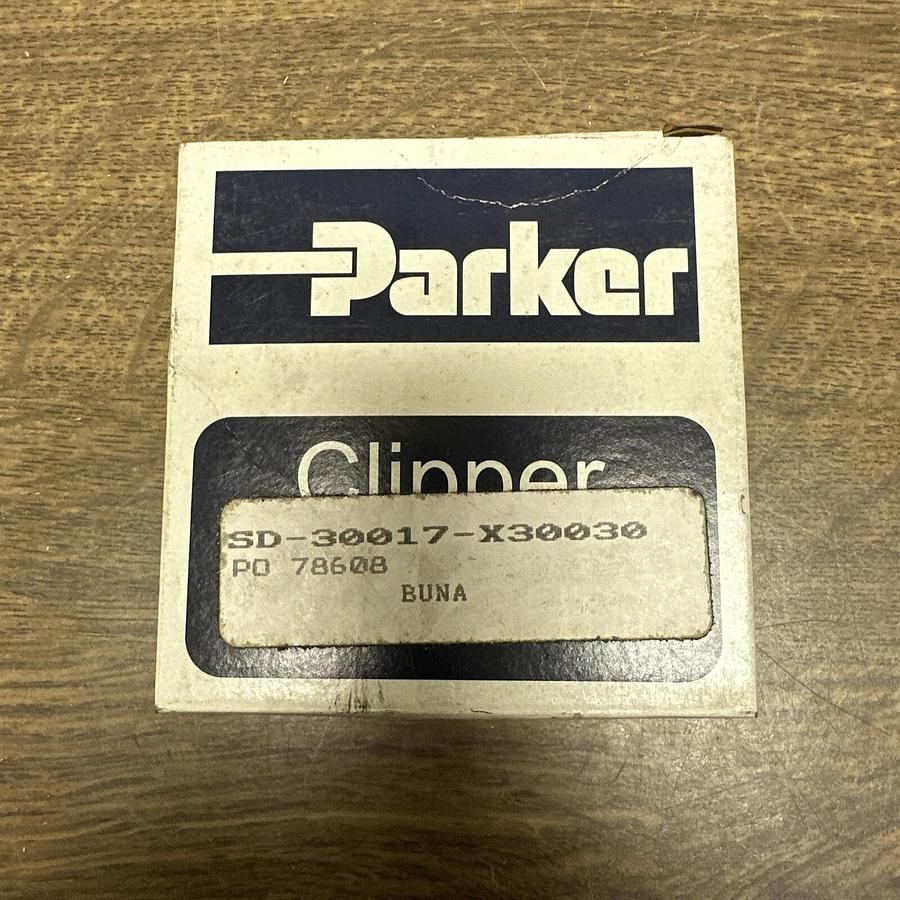 Parker
Clipper
SD-30017-X30030
PO 78608
BUNA